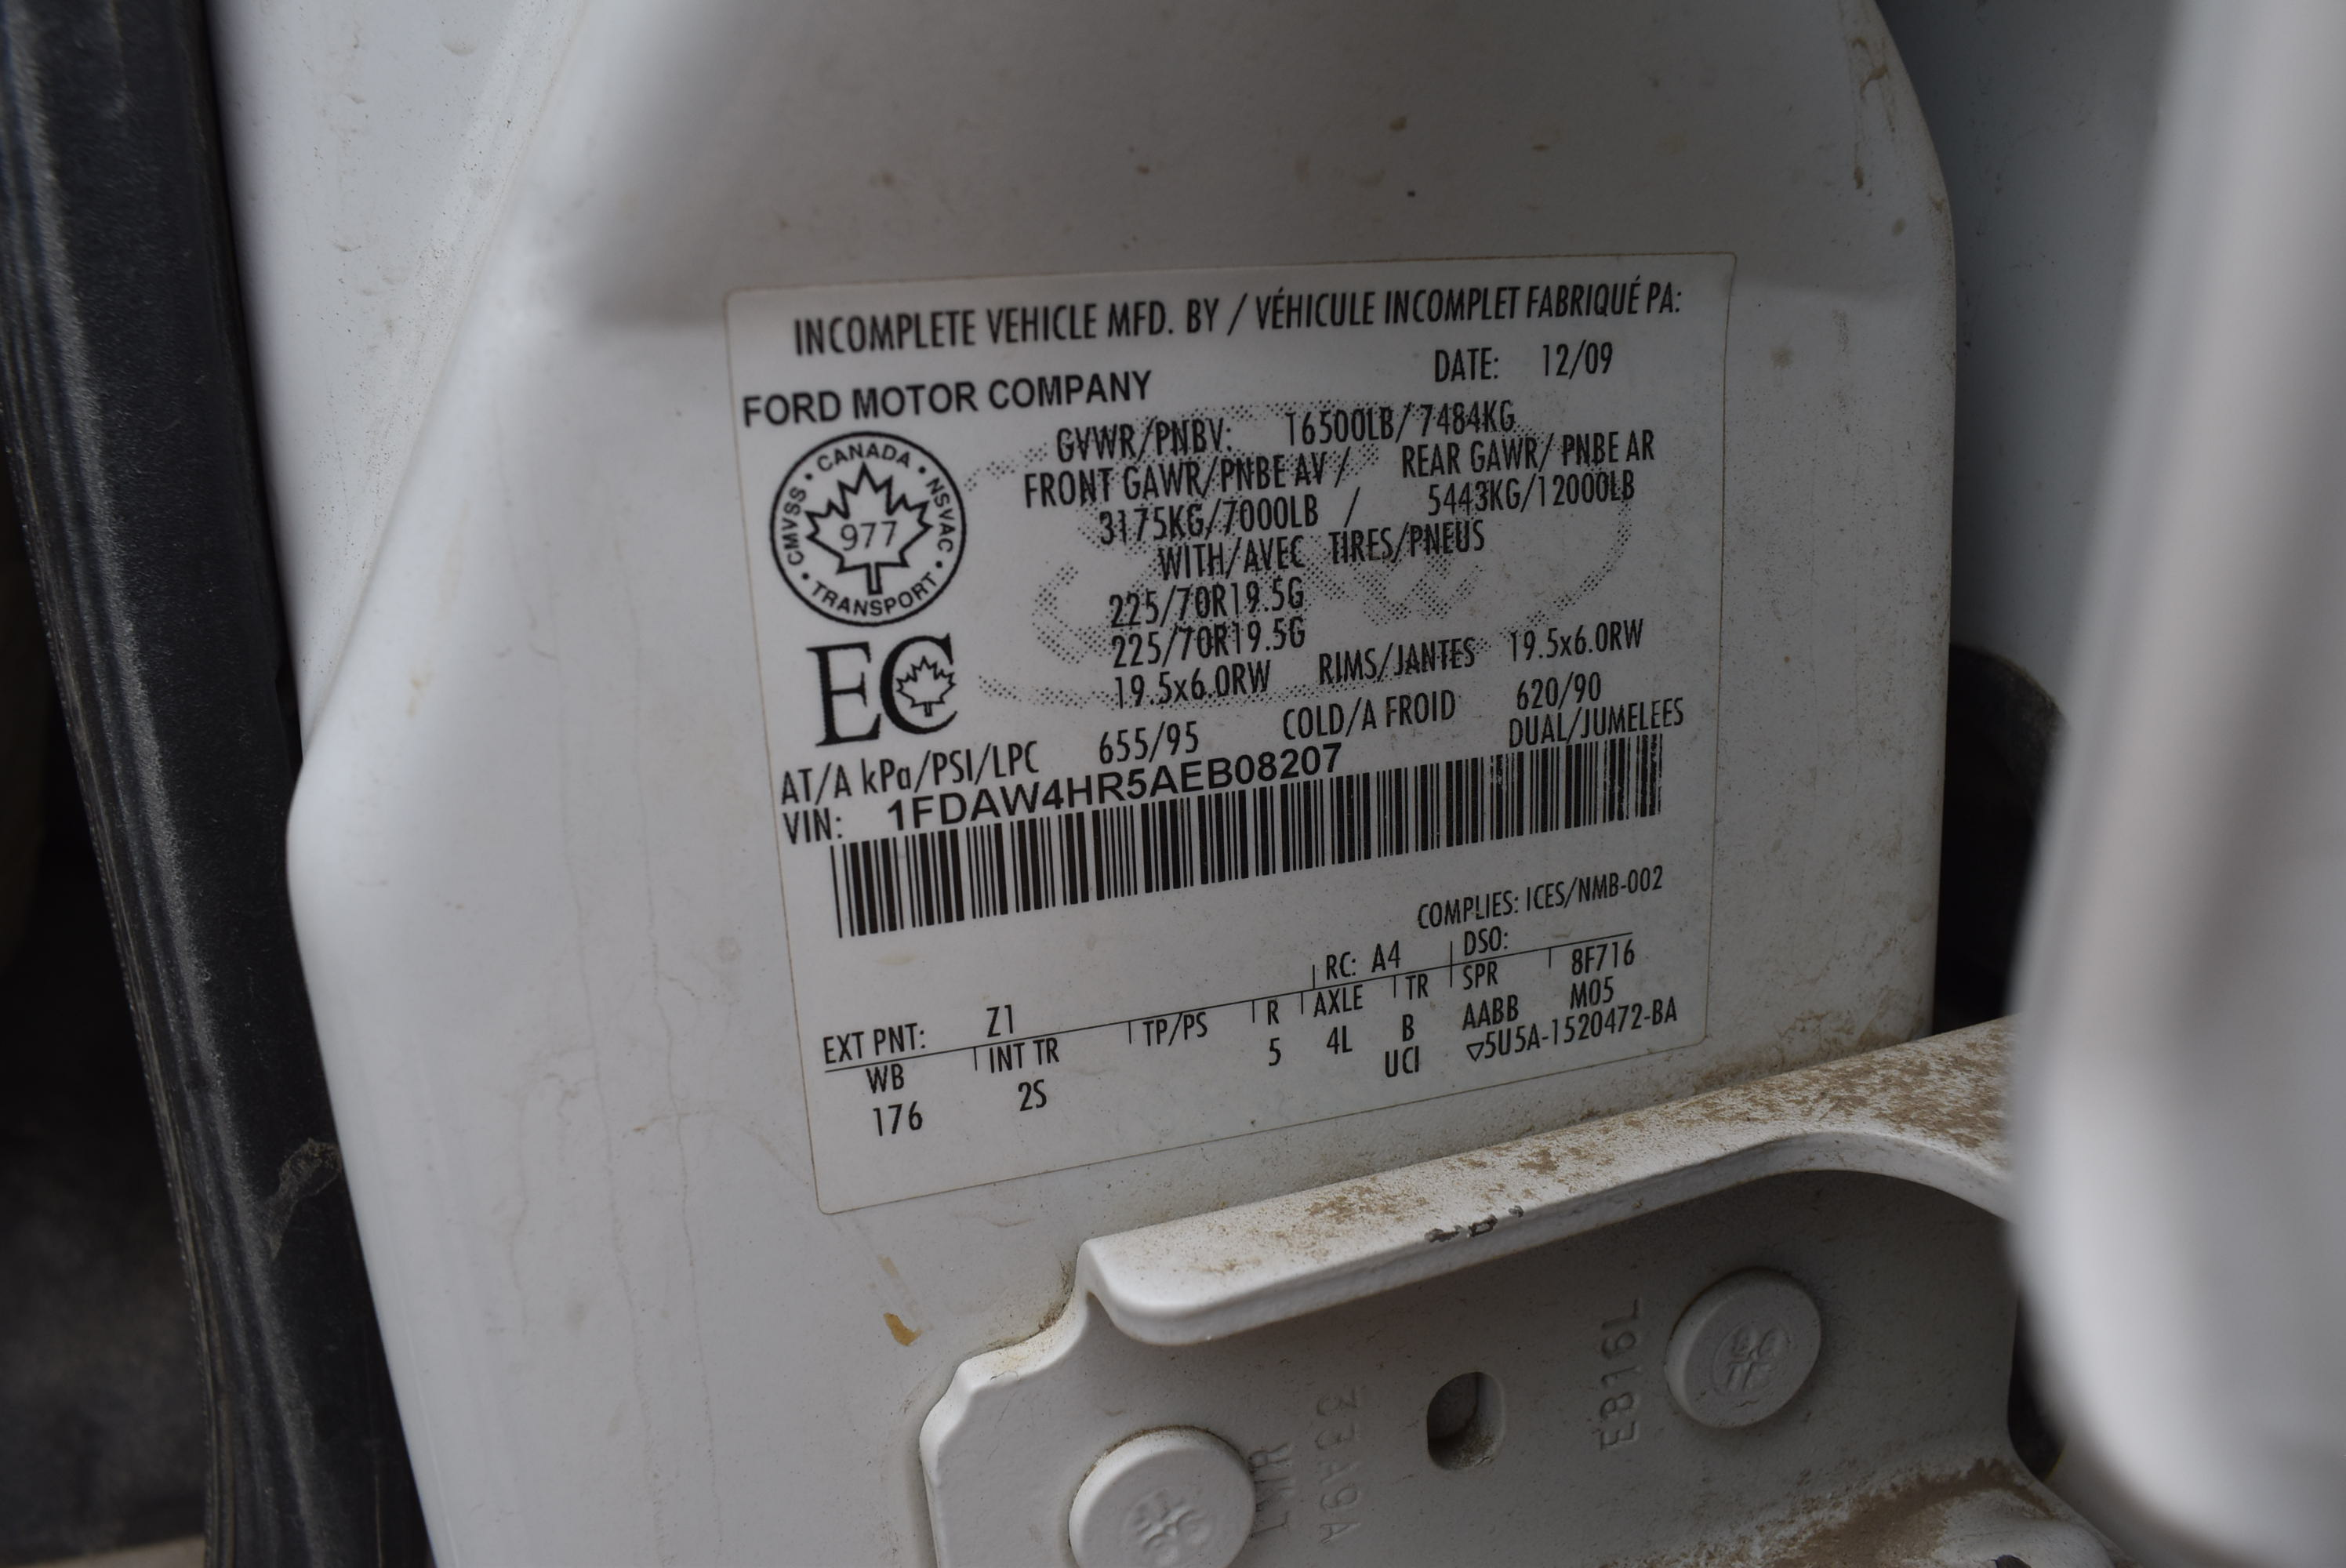 INCOMPLETE VEHICLE MFD. BY / VÉHICULE INCOMPLET FABRIQUÉ PA:
FORD MOTOR COMPANY DATE: 12/09
GVWR/PNBV: 16500LB/7484KG
FRONT GAWR/PNBE AV / REAR GAWR/ PNBE AR
3175KG/7000LB / 5443KG/12000LB
WITH/AVEC TIRES/PNEUS
225/70R19.5G
225/70R19.5G
19.5x6.0RW RIMS/JANTES 19.5x6.0RW
AT/A kPa/PSI/LPC 655/95 COLD/A FROID 620/90
DUAL/JUMELEES
VIN: 1FDAW4HR5AEB08207
CANADA
CMVSS • NSVAC
977
TRANSPORT
EC
COMPLIES: ICES/NMB-002
EXT PNT: Z1 RC: A4 DSO:
WB INT TR TP/PS R AXLE TR SPR 8F716
176 2S 5 4L B AABB M05
UCI ▽5U5A-1520472-BA
E816L
33A9A